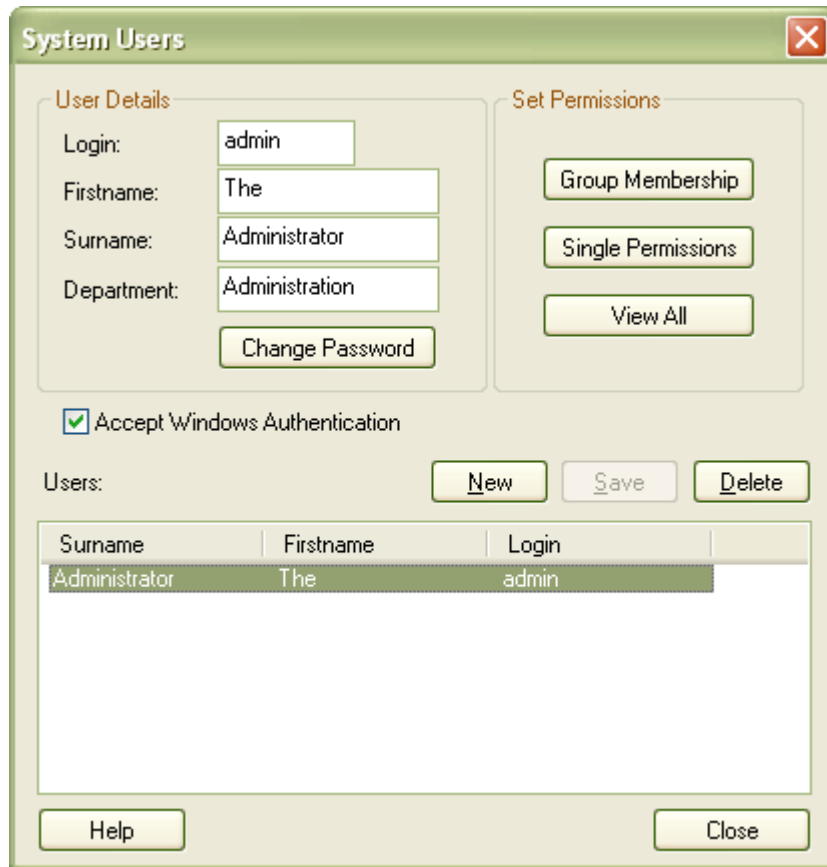 System Users
User Details
Login: admin
Firstname: The
Surname: Administrator
Department: Administration
Change Password
Set Permissions
Group Membership
Single Permissions
View All
Accept Windows Authentication
Users: New Save Delete
Surname Firstname Login
Administrator The admin
Help Close